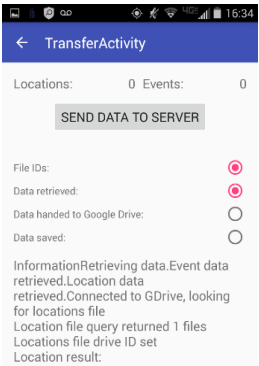 4G
16:34
TransferActivity
Locations: 0 Events: 0
SEND DATA TO SERVER
File IDs:
Data retrieved:
Data handed to Google Drive:
Data saved:
InformationRetrieving data.Event data
retrieved.Location data
retrieved.Connected to GDrive, looking
for locations file
Location file query returned 1 files
Locations file drive ID set
Location result: